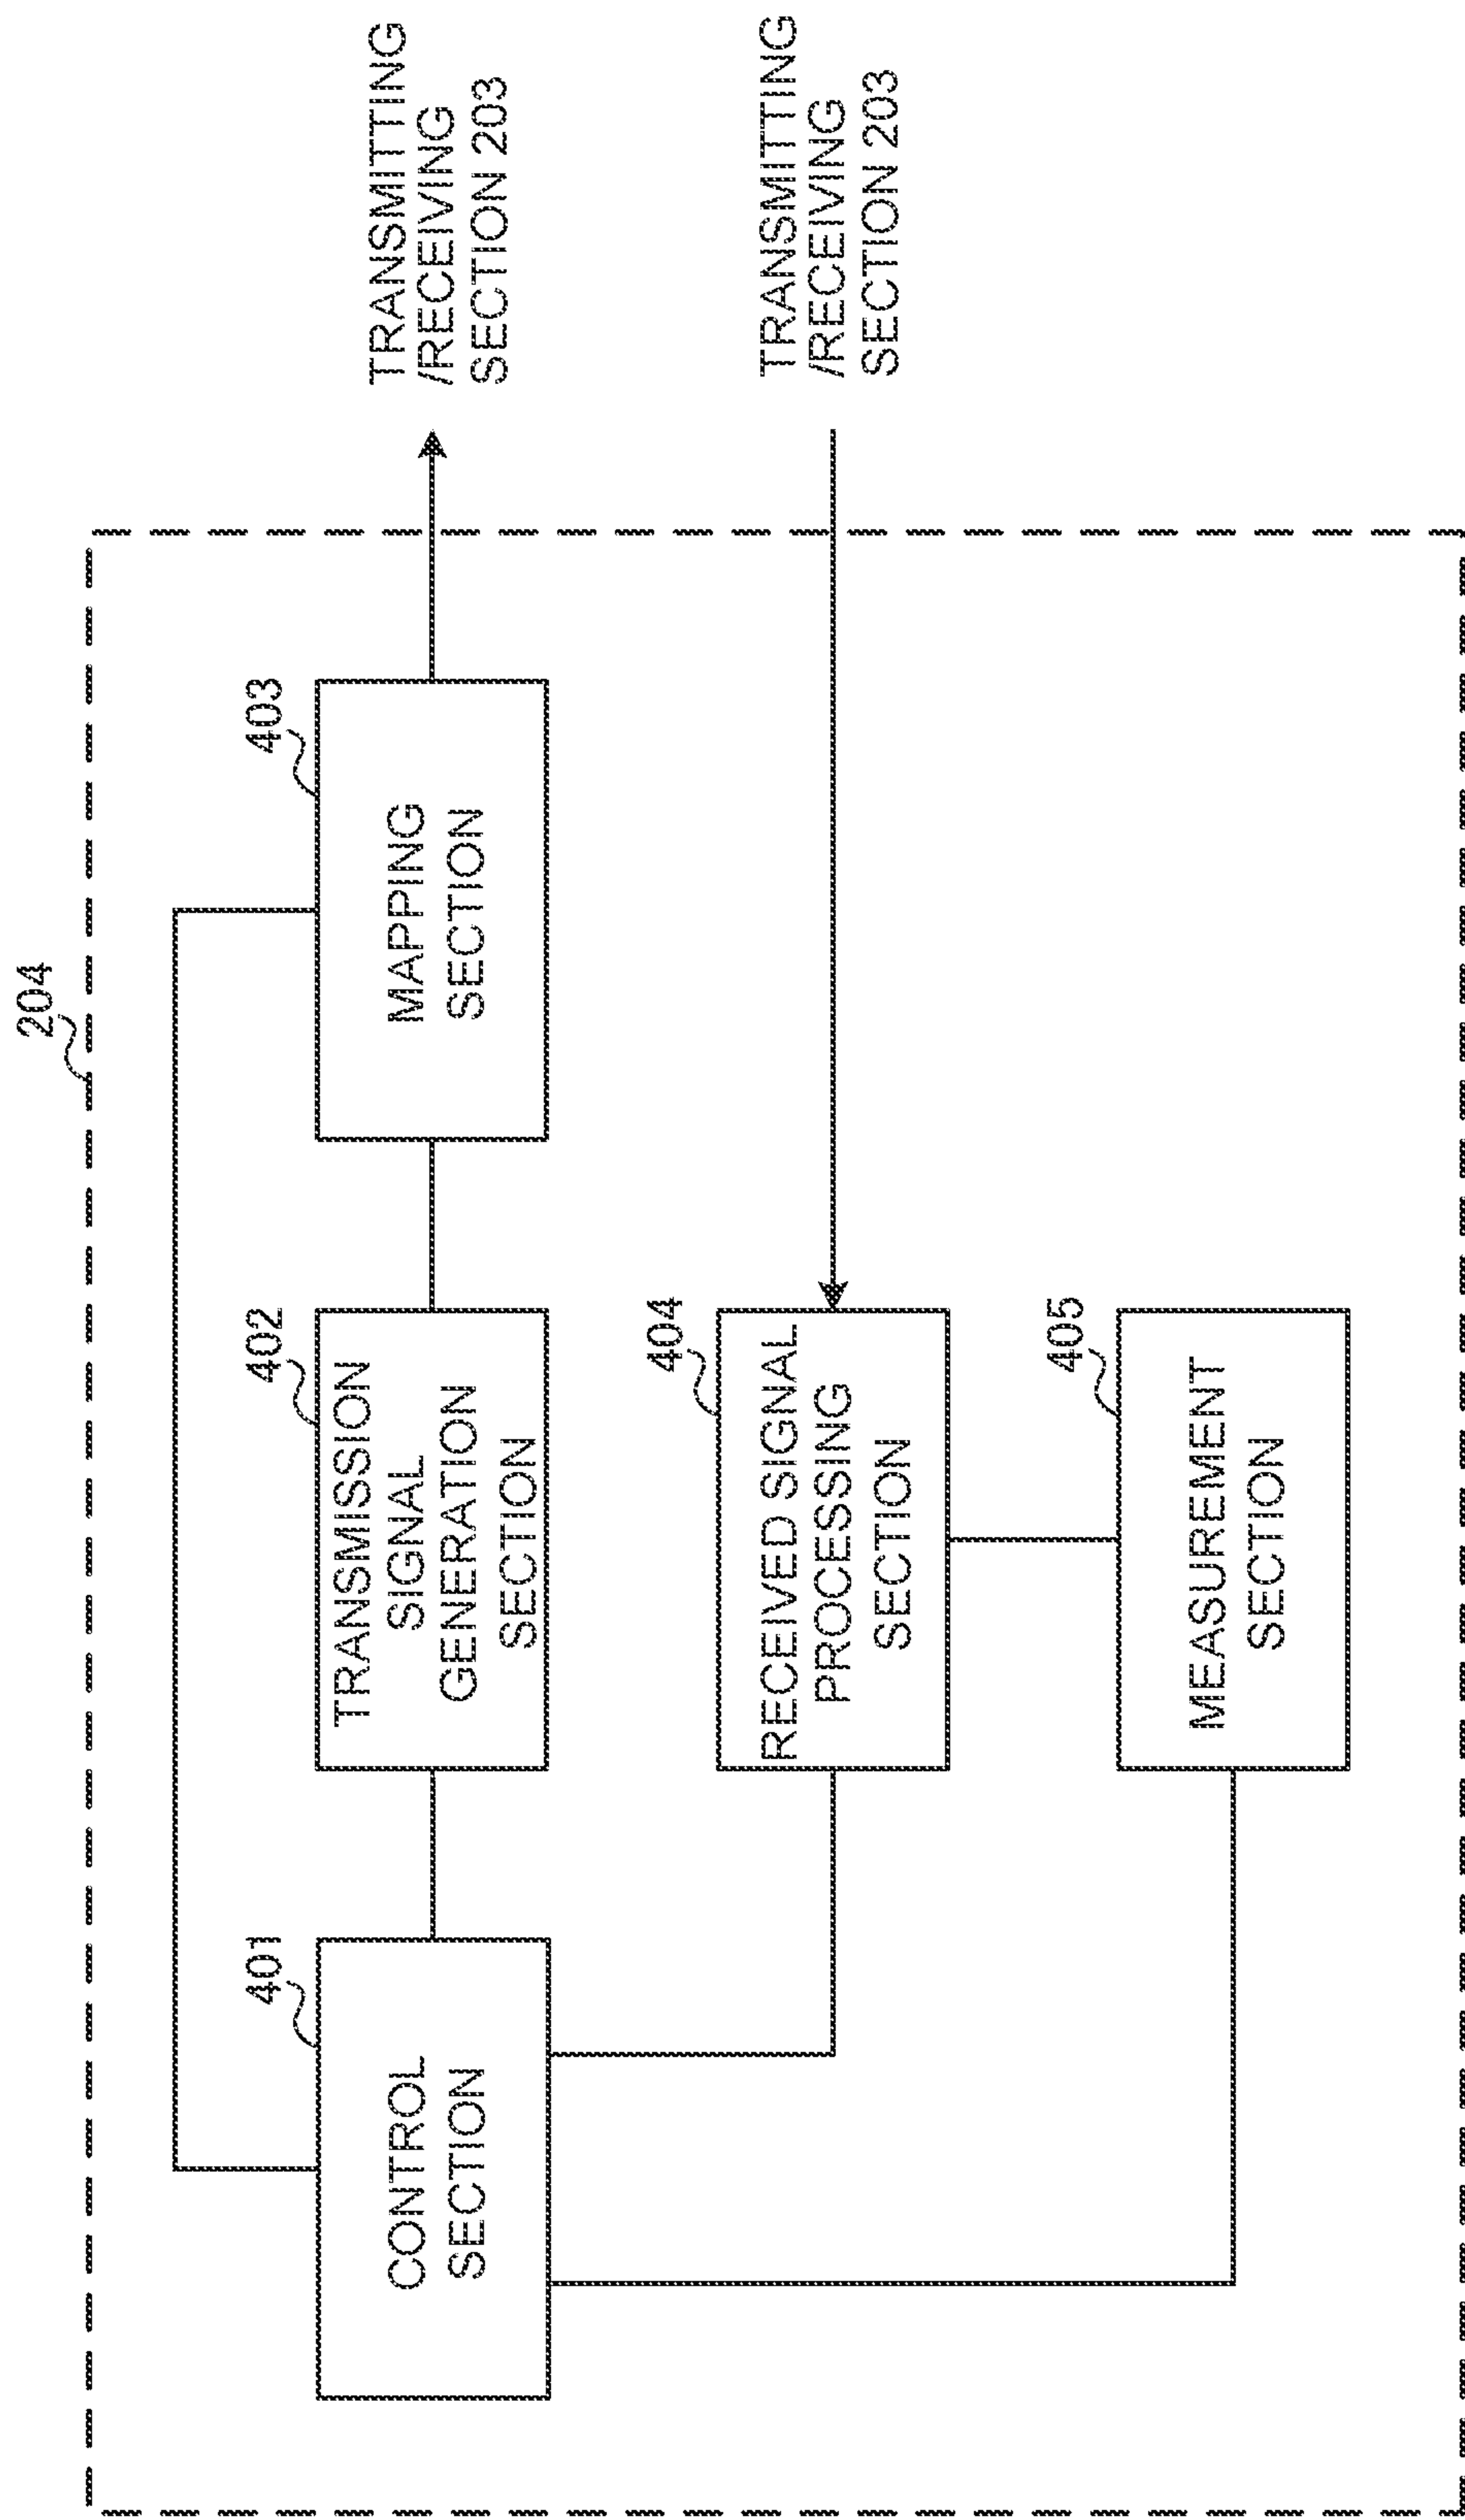 204
401
CONTROL
SECTION
402
TRANSMISSION
SIGNAL
GENERATION
SECTION
403
MAPPING
SECTION
TRANSMITTING
/RECEIVING
SECTION 203
404
RECEIVED SIGNAL
PROCESSING
SECTION
TRANSMITTING
/RECEIVING
SECTION 203
405
MEASUREMENT
SECTION